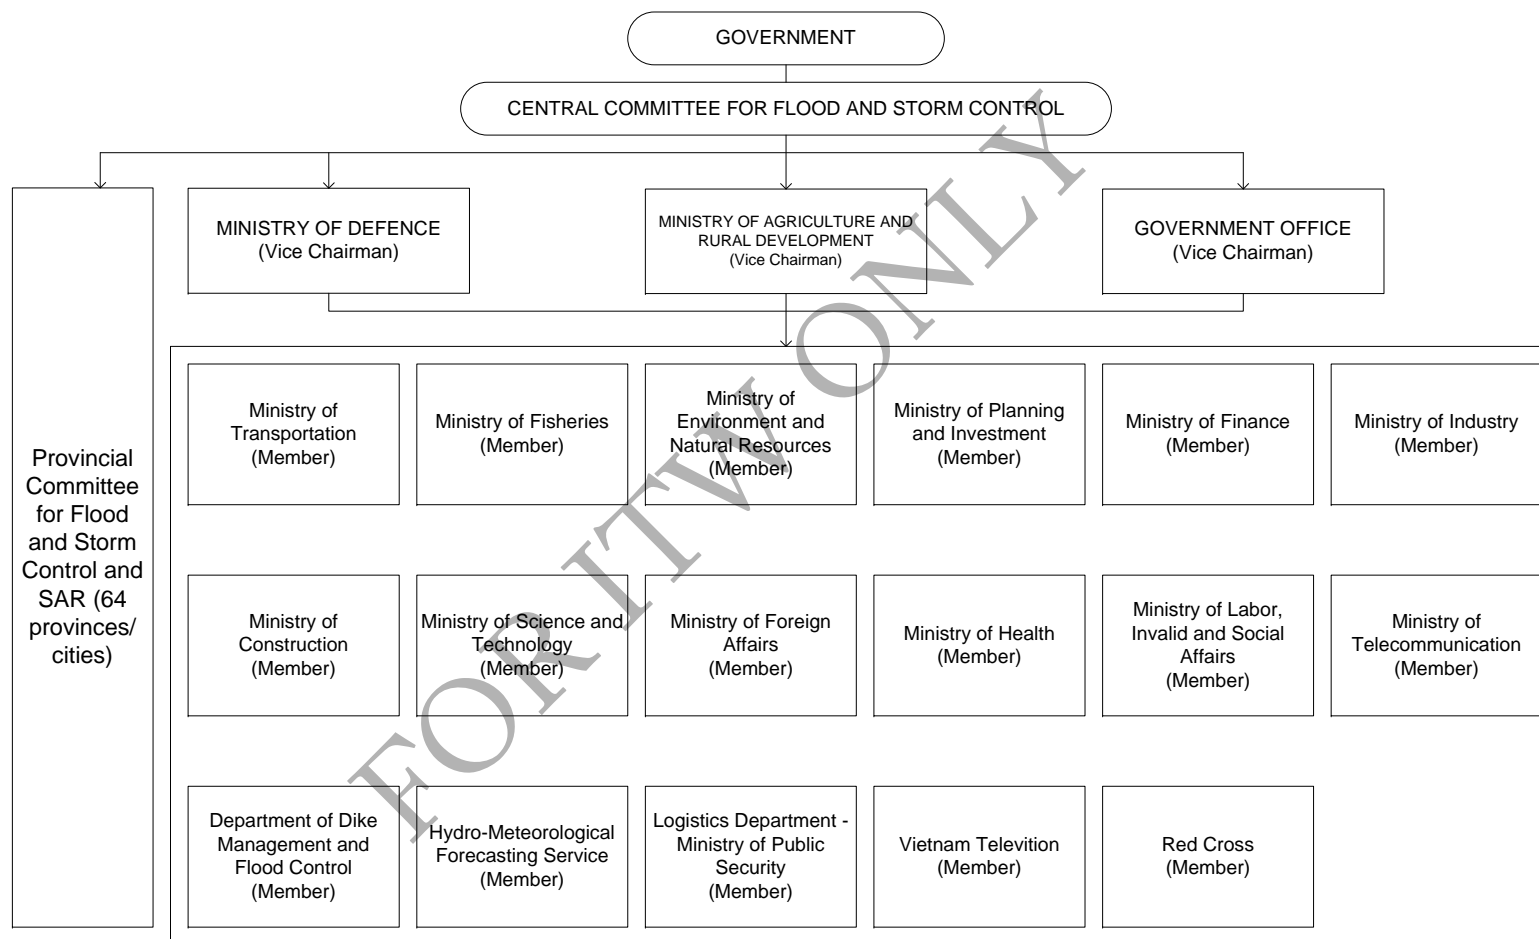 GOVERNMENT
CENTRAL COMMITTEE FOR FLOOD AND STORM CONTROL
MINISTRY OF DEFENCE
(Vice Chairman)
MINISTRY OF AGRICULTURE AND
RURAL DEVELOPMENT
(Vice Chairman)
GOVERNMENT OFFICE
(Vice Chairman)
Provincial
Committee
for Flood
and Storm
Control and
SAR (64
provinces/
cities)
Ministry of
Transportation
(Member)
Ministry of Fisheries
(Member)
Ministry of
Environment and
Natural Resources
(Member)
Ministry of Planning
and Investment
(Member)
Ministry of Finance
(Member)
Ministry of Industry
(Member)
Ministry of
Construction
(Member)
Ministry of Science and
Technology
(Member)
Ministry of Foreign
Affairs
(Member)
Ministry of Health
(Member)
Ministry of Labor,
Invalid and Social
Affairs
(Member)
Ministry of
Telecommunication
(Member)
Department of Dike
Management and
Flood Control
(Member)
Hydro-Meteorological
Forecasting Service
(Member)
Logistics Department -
Ministry of Public
Security
(Member)
Vietnam Televition
(Member)
Red Cross
(Member)
FOR ITW ONLY